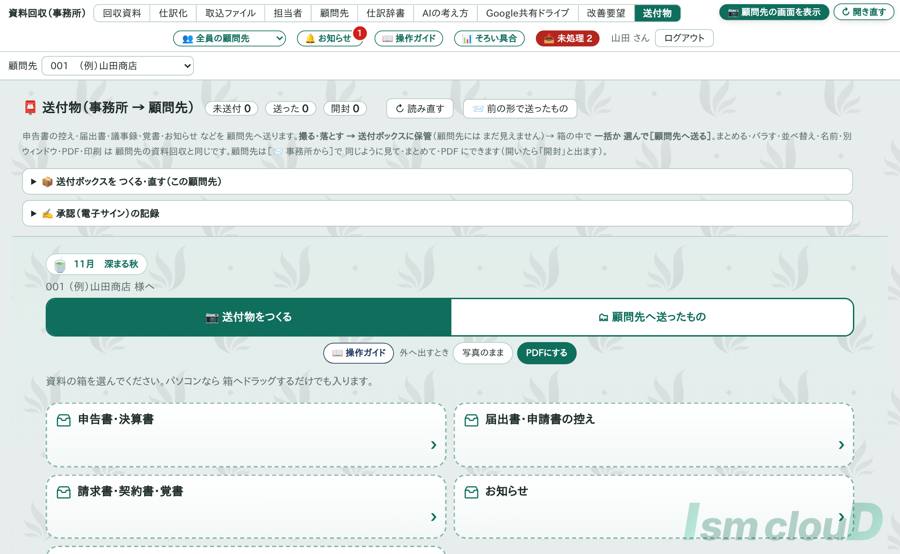 資料回収(事務所) 回収資料 仕訳化 取込ファイル 担当者 顧問先 仕訳辞書 AIの考え方 Google共有ドライブ 改善要望 送付物 📷 顧問先の画面を表示 ↻ 開き直す
👥 全員の顧問先 🔔 お知らせ 1 📖 操作ガイド 📊 そろい具合 📥 未処理 2 山田 さん ログアウト
顧問先 001 (例)山田商店
📮 送付物(事務所 → 顧問先) 未送付 0 送った 0 開封 0 ↻ 読み直す 📨 前の形で送ったもの
申告書の控え・届出書・議事録・覚書・お知らせ などを 顧問先へ送ります。撮る・落とす → 送付ボックスに保管(顧問先には まだ見えません)→ 箱の中で 一括か 選んで[顧問先へ送る]。まとめる・バラす・並べ替え・名前・別
ウィンドウ・PDF・印刷 は 顧問先の資料回収と同じです。顧問先は[📨 事務所から]で 同じように 見て・まとめて・PDF にできます(開いたら「開封」と出ます)。
▶ 📦 送付ボックスを つくる・直す(この顧問先)
▶ ✍ 承認(電子サイン)の記録
🍵 11月 深まる秋
001 (例)山田商店 様へ
📷 送付物をつくる 🗂 顧問先へ送ったもの
📖 操作ガイド 外へ出すとき 写真のまま PDFにする
資料の箱を選んでください。パソコンなら 箱へドラッグするだけでも入ります。
申告書・決算書 届出書・申請書の控え
請求書・契約書・覚書 お知らせ
Ism clouD